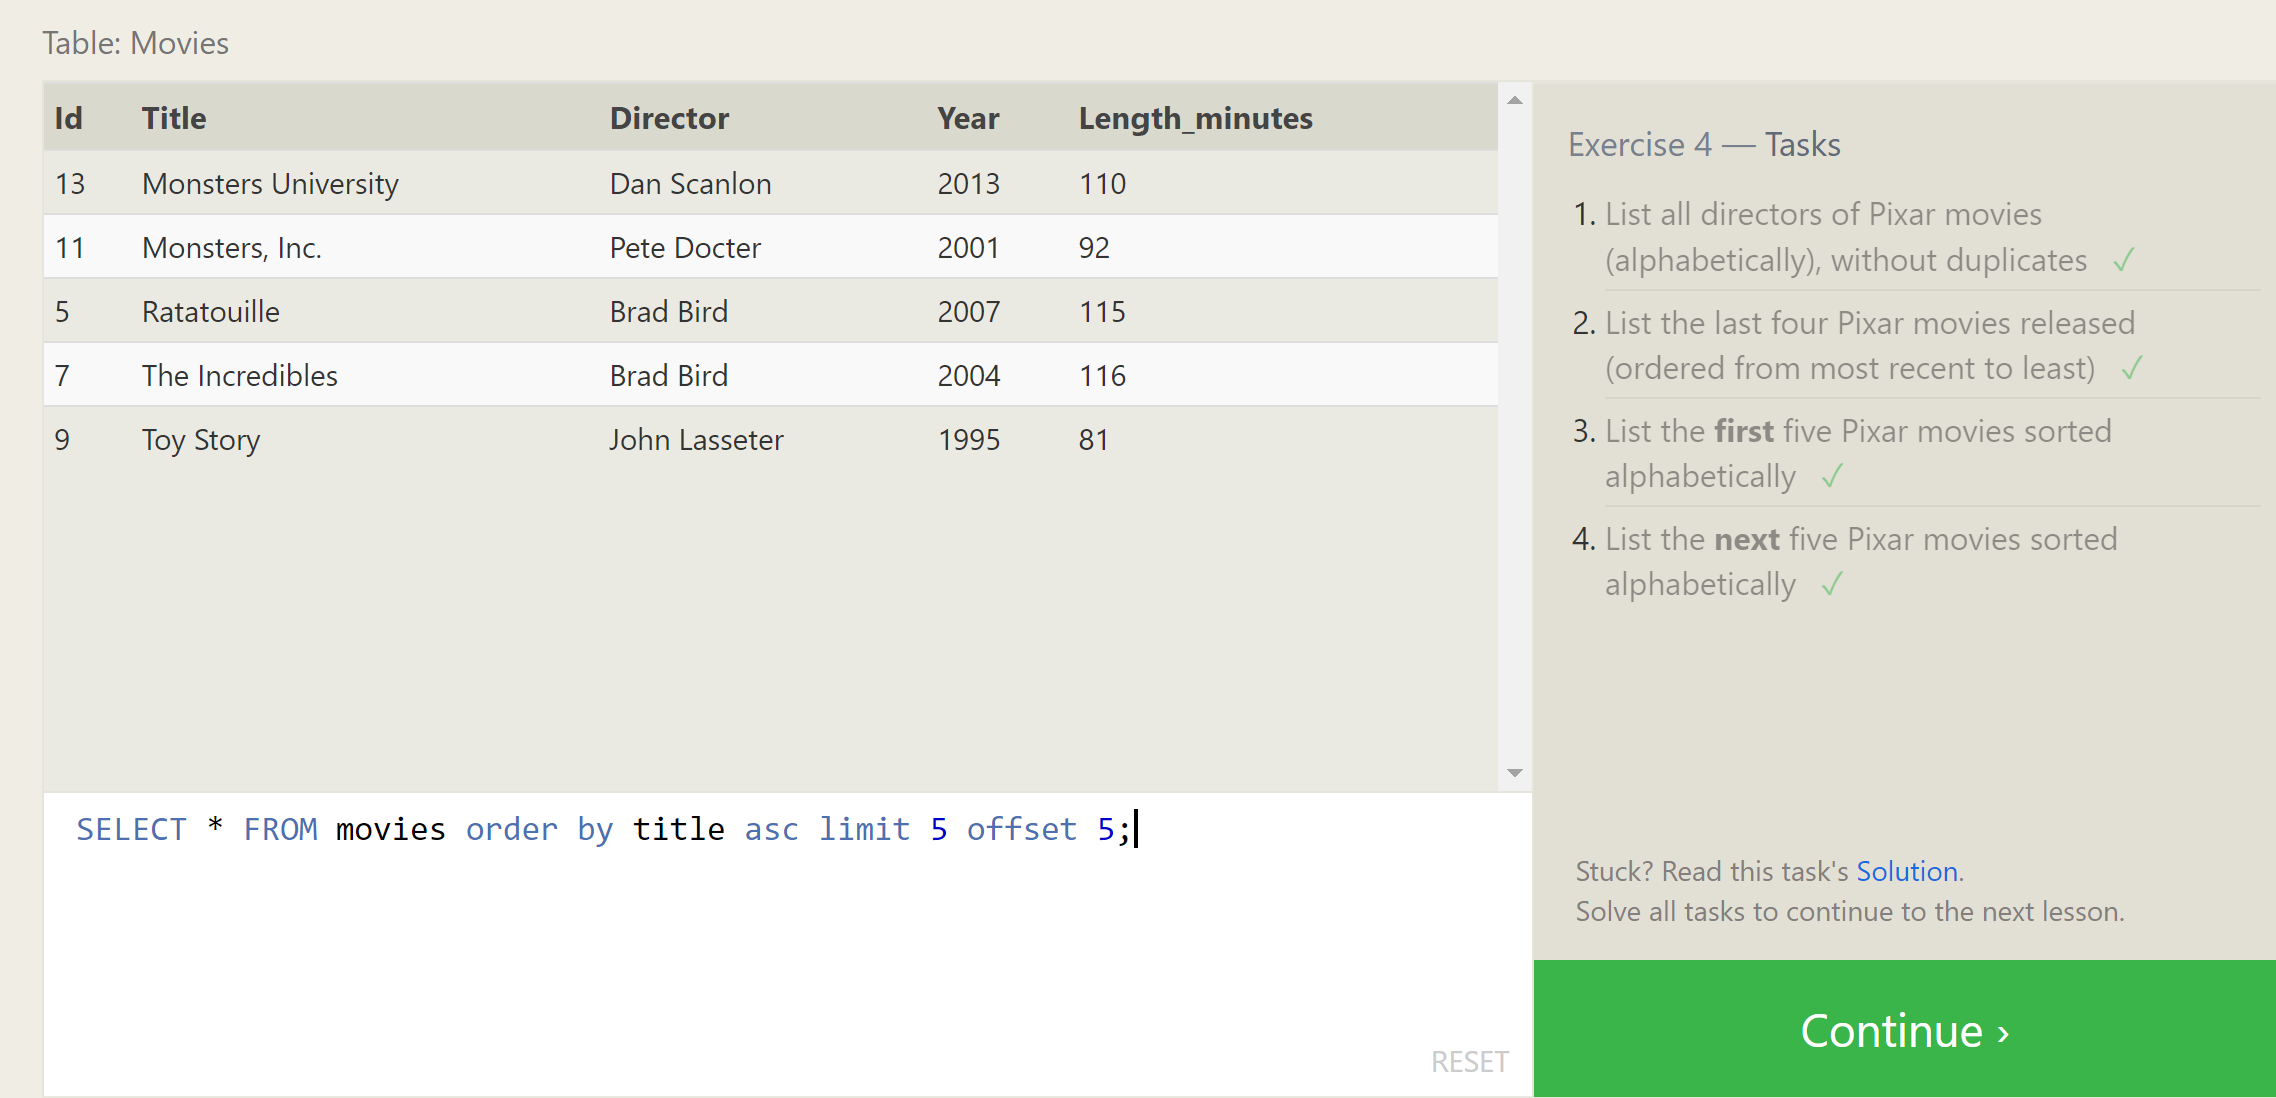 Table: Movies
Id Title Director Year Length_minutes
13 Monsters University Dan Scanlon 2013 110
11 Monsters, Inc. Pete Docter 2001 92
5 Ratatouille Brad Bird 2007 115
7 The Incredibles Brad Bird 2004 116
9 Toy Story John Lasseter 1995 81
SELECT * FROM movies order by title asc limit 5 offset 5;
RESET
Exercise 4 — Tasks
1. List all directors of Pixar movies
(alphabetically), without duplicates ✓
2. List the last four Pixar movies released
(ordered from most recent to least) ✓
3. List the first five Pixar movies sorted
alphabetically ✓
4. List the next five Pixar movies sorted
alphabetically ✓
Stuck? Read this task's Solution.
Solve all tasks to continue to the next lesson.
Continue ›